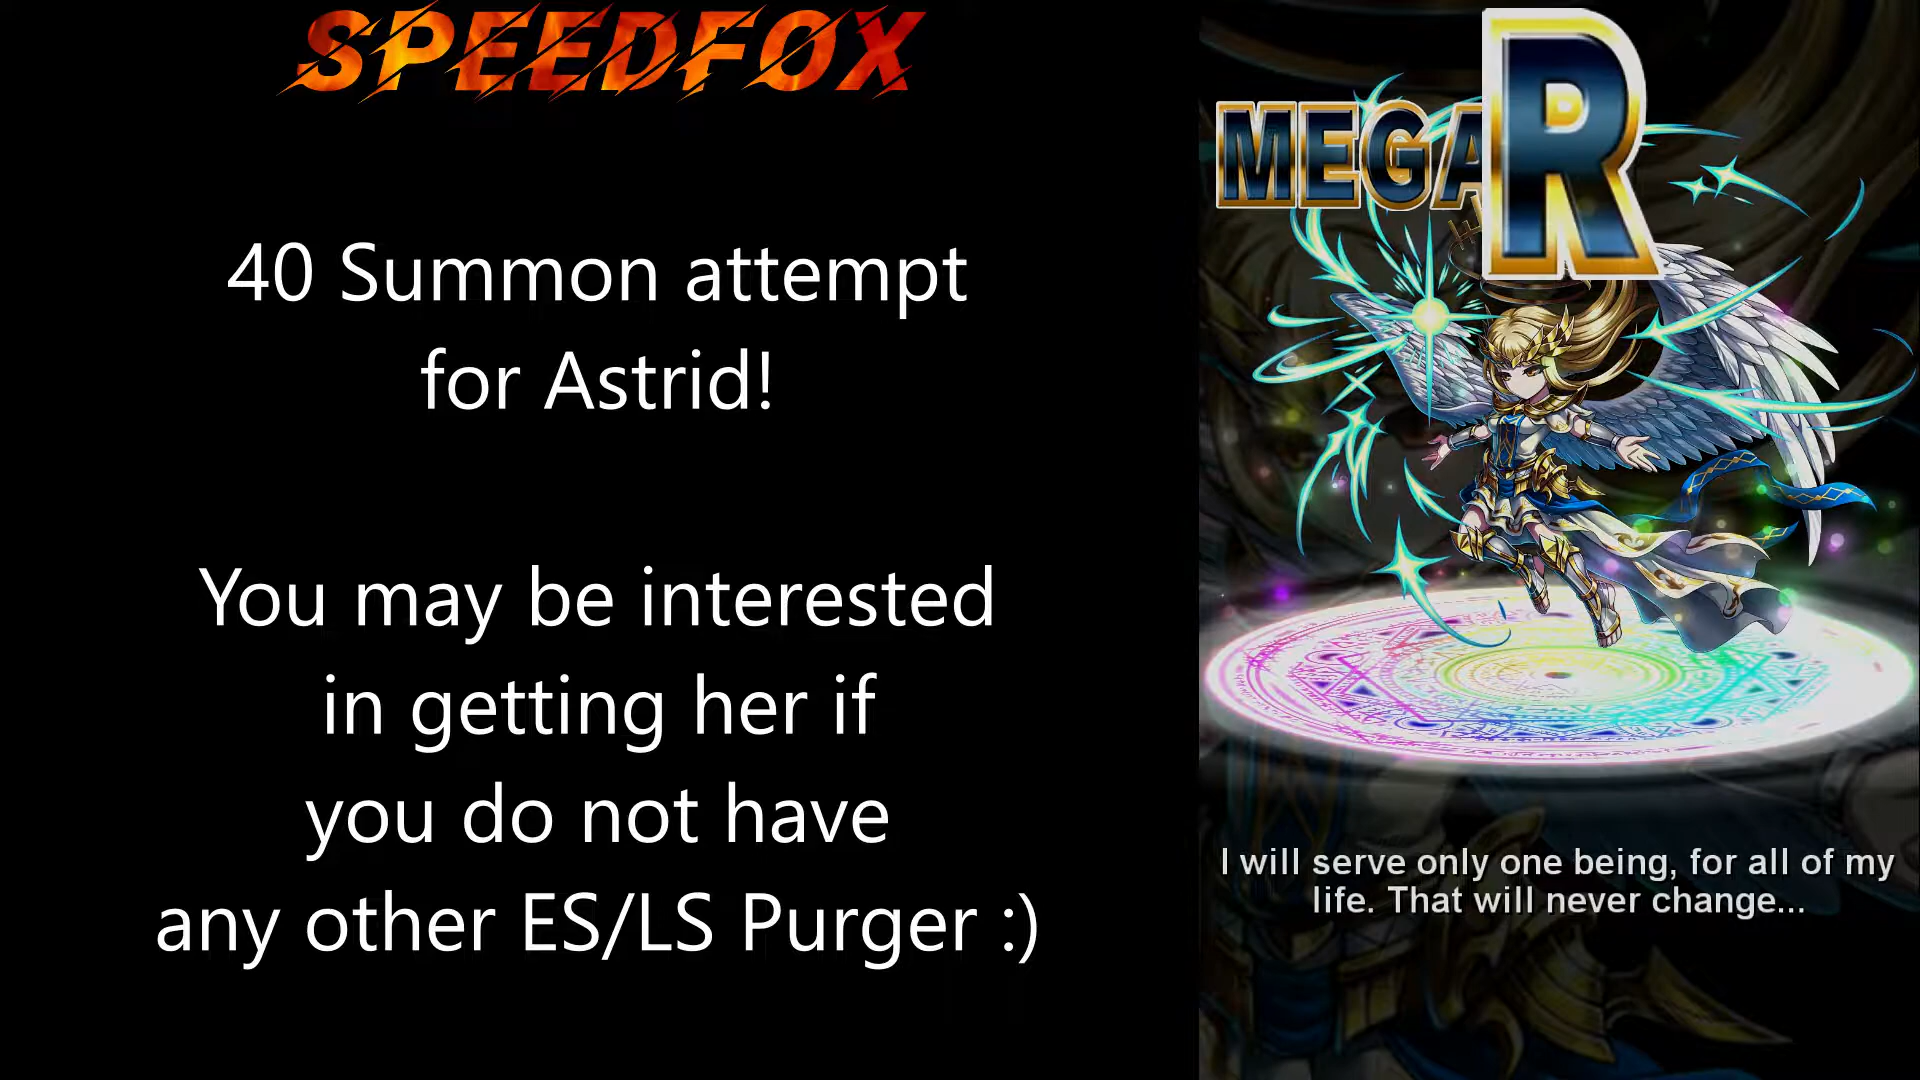 SPEEDFOX
40 Summon attempt
for Astrid!
You may be interested
in getting her if
you do not have
any other ES/LS Purger :)
MEGA R
I will serve only one being, for all of my
life. That will never change...